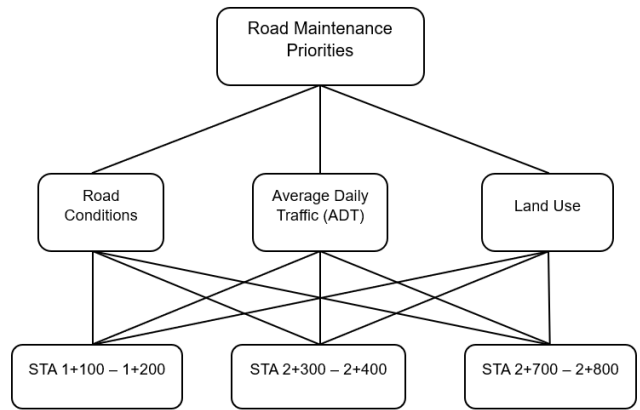 Road Maintenance
Priorities
Road
Conditions
Average Daily
Traffic (ADT)
Land Use
STA 1+100 – 1+200
STA 2+300 – 2+400
STA 2+700 – 2+800